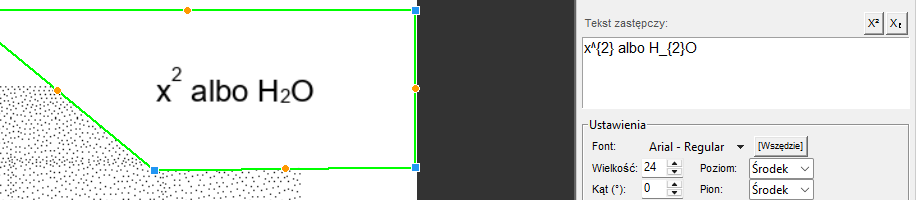 x² albo H₂O
Tekst zastępczy:
X² Xₜ
x^{2} albo H_{2}O
Ustawienia
Font: Arial - Regular [Wszędzie]
Wielkość: 24 Poziom: Środek
Kąt (°): 0 Pion: Środek